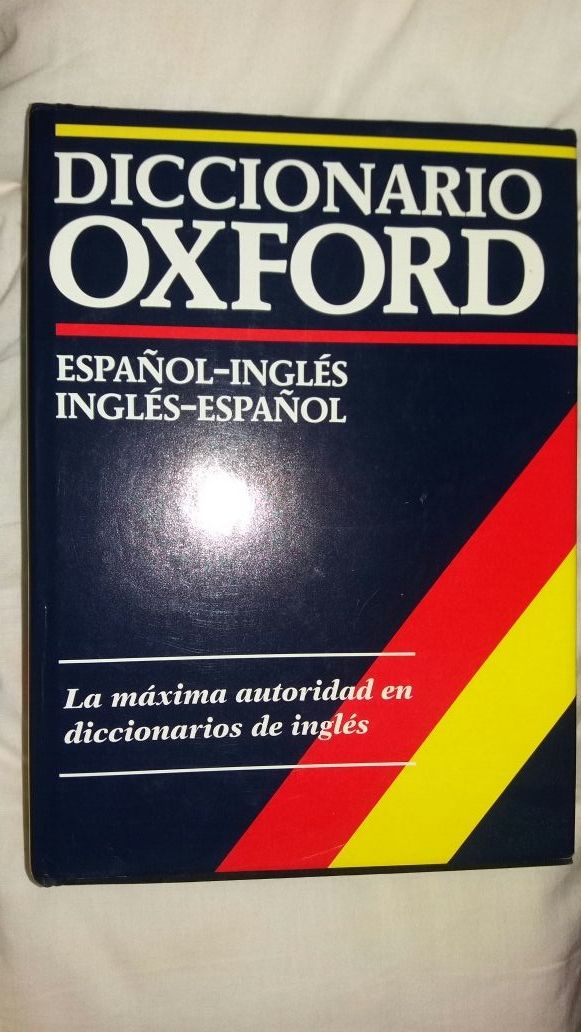 DICCIONARIO
OXFORD
ESPAÑOL-INGLÉS
INGLÉS-ESPAÑOL
La máxima autoridad en
diccionarios de inglés